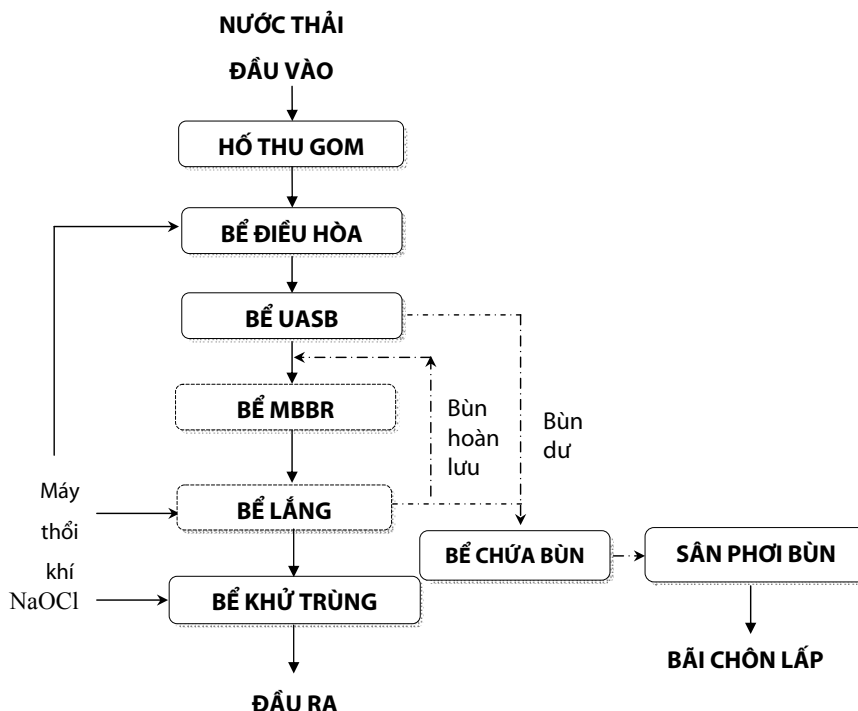 NƯỚC THẢI
ĐẦU VÀO
HỐ THU GOM
BỂ ĐIỀU HÒA
BỂ UASB
BỂ MBBR
Bùn
hoàn
lưu
Bùn
dư
Máy
thổi
khí
BỂ LẮNG
BỂ CHỨA BÙN
SÂN PHƠI BÙN
NaOCl
BỂ KHỬ TRÙNG
BÃI CHÔN LẤP
ĐẦU RA